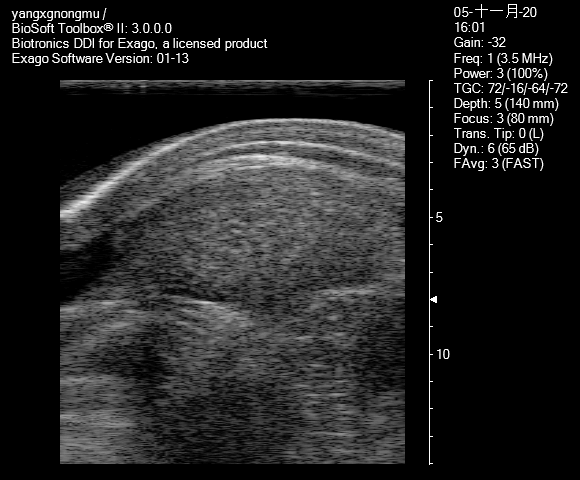 yangxgnongmu /
BioSoft Toolbox® II: 3.0.0.0
Biotronics DDI for Exago, a licensed product
Exago Software Version: 01-13
05-十一月-20
16:01
Gain: -32
Freq: 1 (3.5 MHz)
Power: 3 (100%)
TGC: 72/-16/-64/-72
Depth: 5 (140 mm)
Focus: 3 (80 mm)
Trans. Tip: 0 (L)
Dyn.: 6 (65 dB)
FAvg: 3 (FAST)
5
10